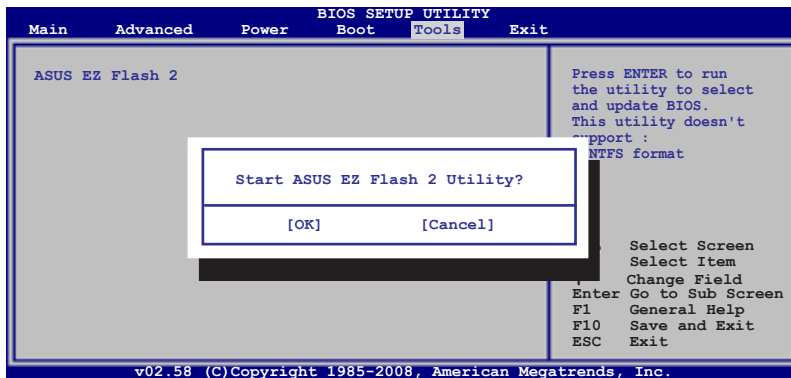 BIOS SETUP UTILITY
Main Advanced Power Boot Tools Exit
ASUS EZ Flash 2
Press ENTER to run
the utility to select
and update BIOS.
This utility doesn't
support :
NTFS format
Start ASUS EZ Flash 2 Utility?
[OK] [Cancel]
Select Screen
Select Item
Change Field
Enter Go to Sub Screen
F1 General Help
F10 Save and Exit
ESC Exit
v02.58 (C)Copyright 1985-2008, American Megatrends, Inc.